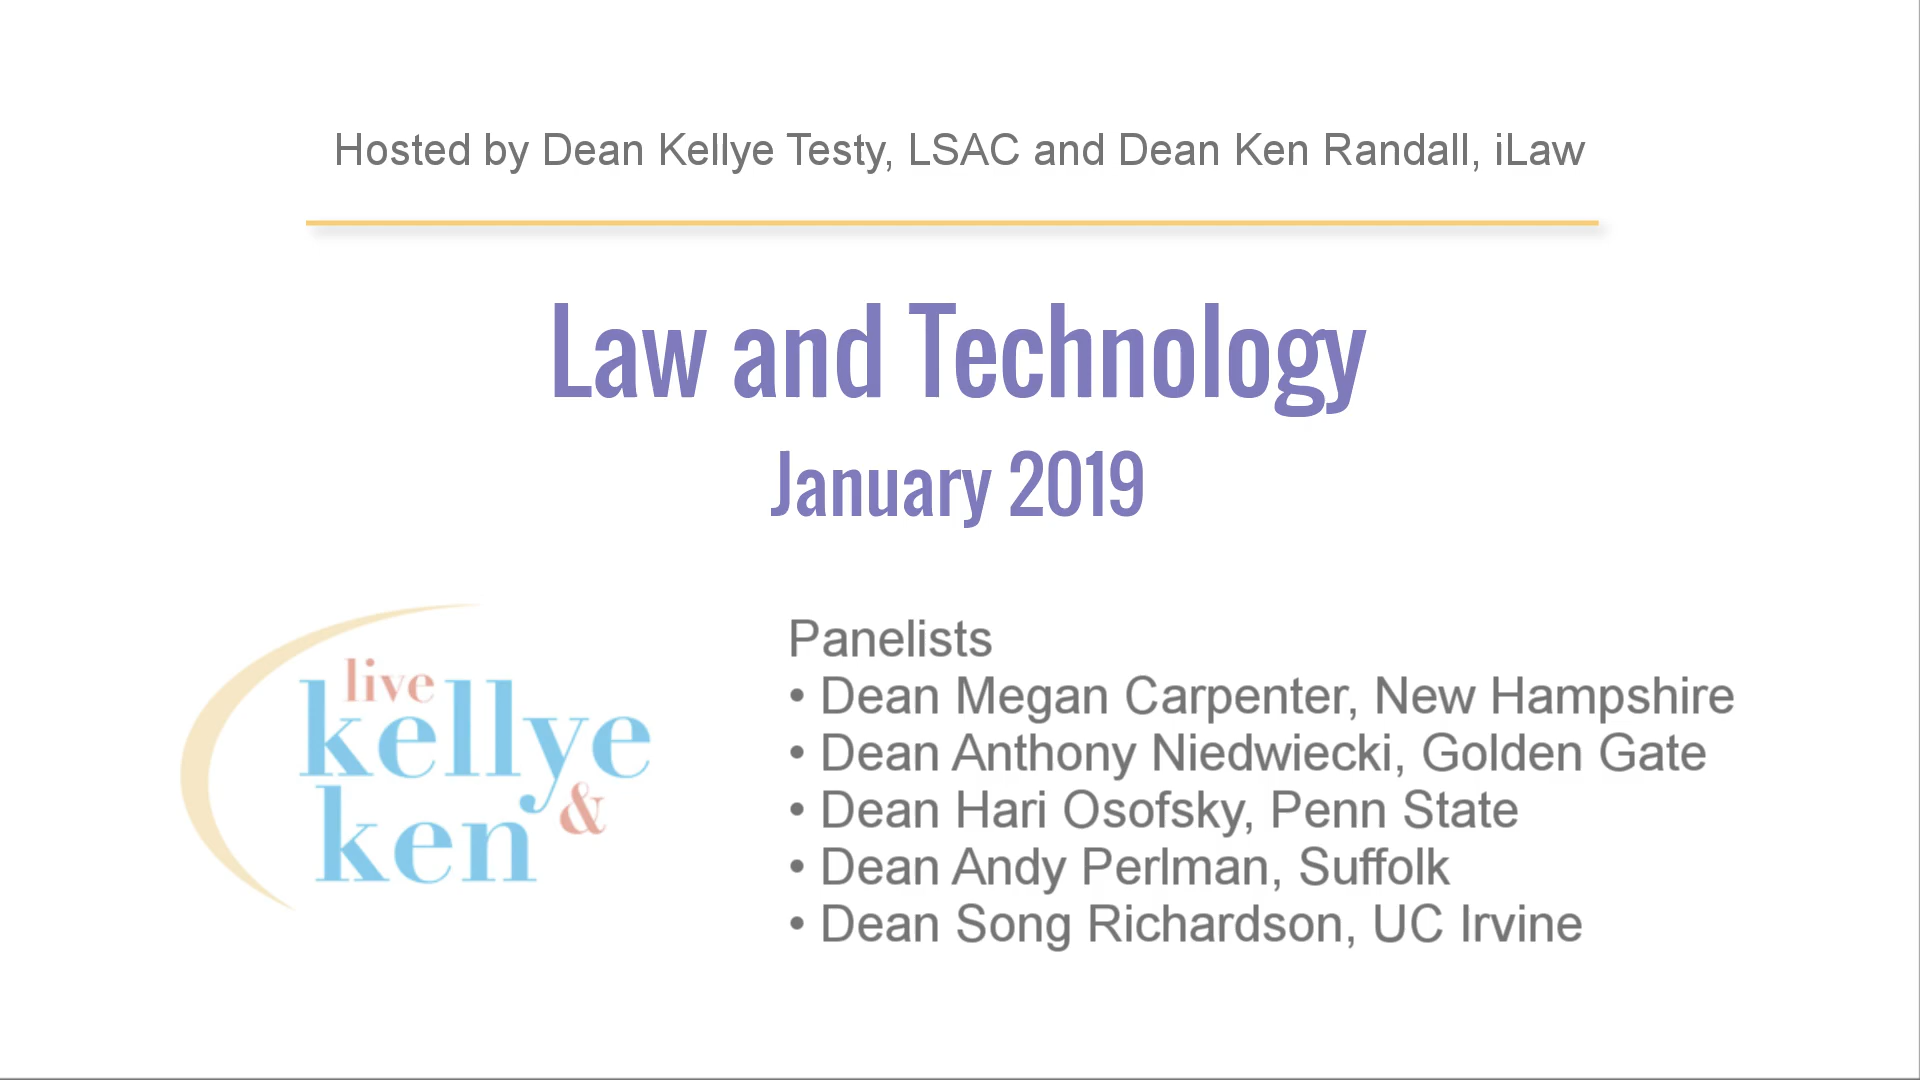 Hosted by Dean Kellye Testy, LSAC and Dean Ken Randall, iLaw
Law and Technology
January 2019
live
kellye
&
ken
Panelists
• Dean Megan Carpenter, New Hampshire
• Dean Anthony Niedwiecki, Golden Gate
• Dean Hari Osofsky, Penn State
• Dean Andy Perlman, Suffolk
• Dean Song Richardson, UC Irvine